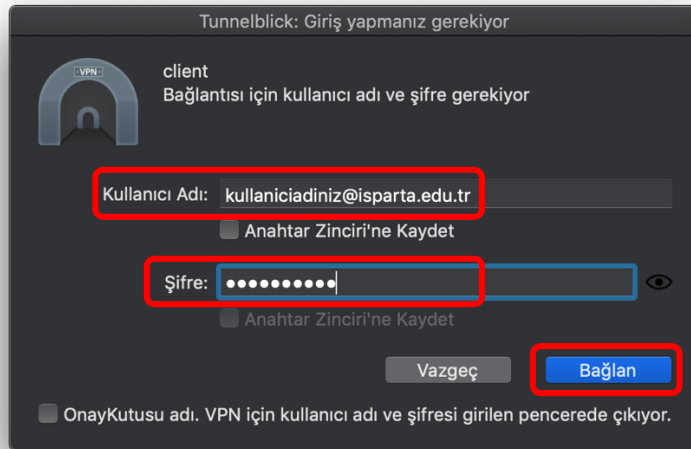 Tunnelblick: Giriş yapmanız gerekiyor
VPN
client
Bağlantısı için kullanıcı adı ve şifre gerekiyor
Kullanıcı Adı: kullaniciadiniz@isparta.edu.tr
Anahtar Zinciri'ne Kaydet
Şifre: ••••••••••
Anahtar Zinciri'ne Kaydet
Vazgeç Bağlan
OnayKutusu adı. VPN için kullanıcı adı ve şifresi girilen pencerede çıkıyor.